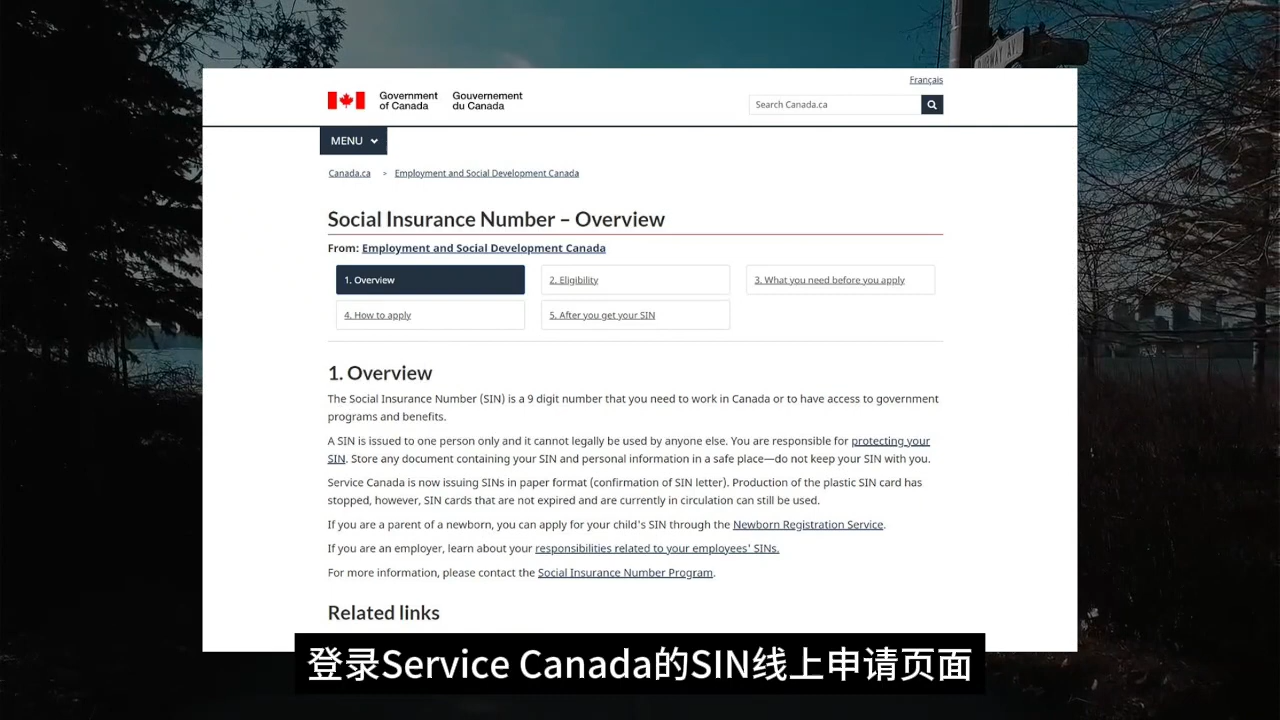 Français
Government of Canada
Gouvernement du Canada
Search Canada.ca
MENU
Canada.ca > Employment and Social Development Canada
Social Insurance Number – Overview
From: Employment and Social Development Canada
1. Overview
2. Eligibility
3. What you need before you apply
4. How to apply
5. After you get your SIN
1. Overview
The Social Insurance Number (SIN) is a 9 digit number that you need to work in Canada or to have access to government
programs and benefits.
A SIN is issued to one person only and it cannot legally be used by anyone else. You are responsible for protecting your
SIN. Store any document containing your SIN and personal information in a safe place—do not keep your SIN with you.
Service Canada is now issuing SINs in paper format (confirmation of SIN letter). Production of the plastic SIN card has
stopped, however, SIN cards that are not expired and are currently in circulation can still be used.
If you are a parent of a newborn, you can apply for your child's SIN through the Newborn Registration Service.
If you are an employer, learn about your responsibilities related to your employees' SINs.
For more information, please contact the Social Insurance Number Program.
Related links
登录Service Canada的SIN线上申请页面